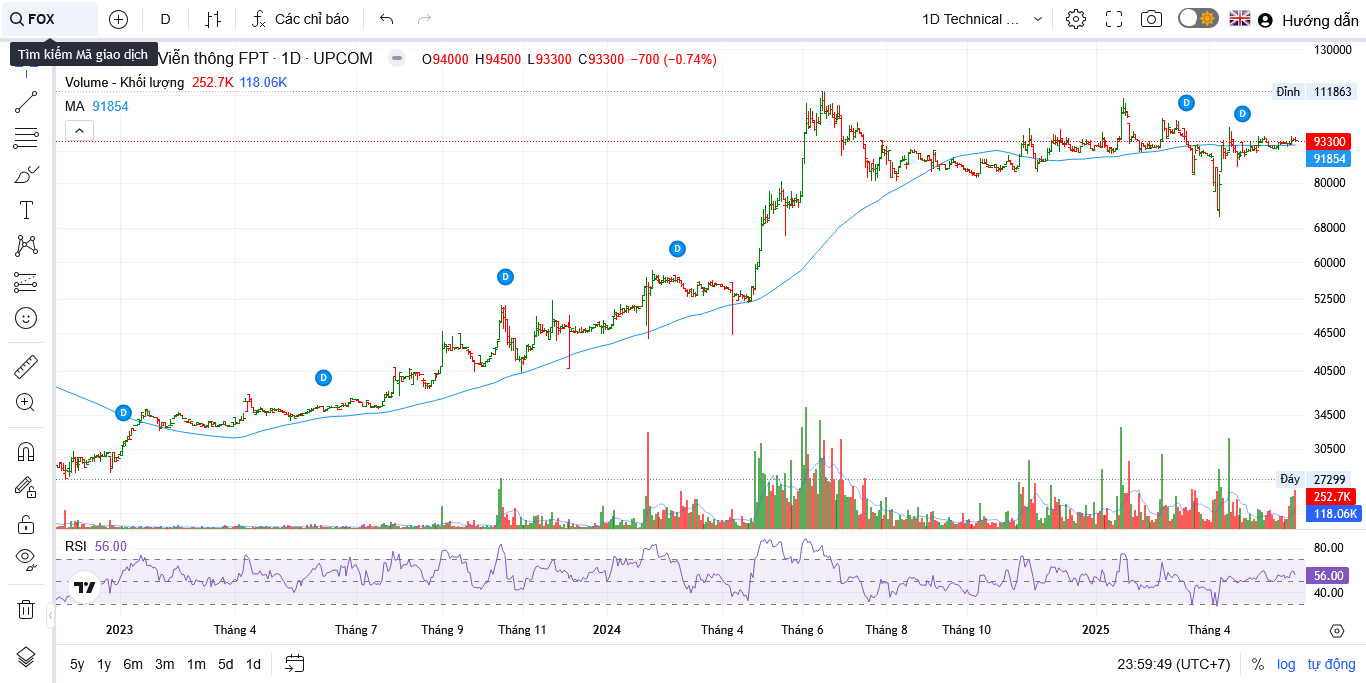 FOX
D
Các chỉ báo
1D Technical ...
Hướng dẫn
Tìm kiếm Mã giao dịch
Viễn thông FPT · 1D · UPCOM
O94000 H94500 L93300 C93300 −700 (−0.74%)
Volume - Khối lượng 252.7K 118.06K
MA 91854
130000
Đỉnh 111863
93300
91854
80000
68000
60000
52500
46500
40500
34500
30500
Đáy 27299
252.7K
118.06K
D
D
D
D
D
D
RSI 56.00
80.00
56.00
40.00
2023 Tháng 4 Tháng 7 Tháng 9 Tháng 11 2024 Tháng 4 Tháng 6 Tháng 8 Tháng 10 2025 Tháng 4
5y 1y 6m 3m 1m 5d 1d
23:59:49 (UTC+7) % log tự động